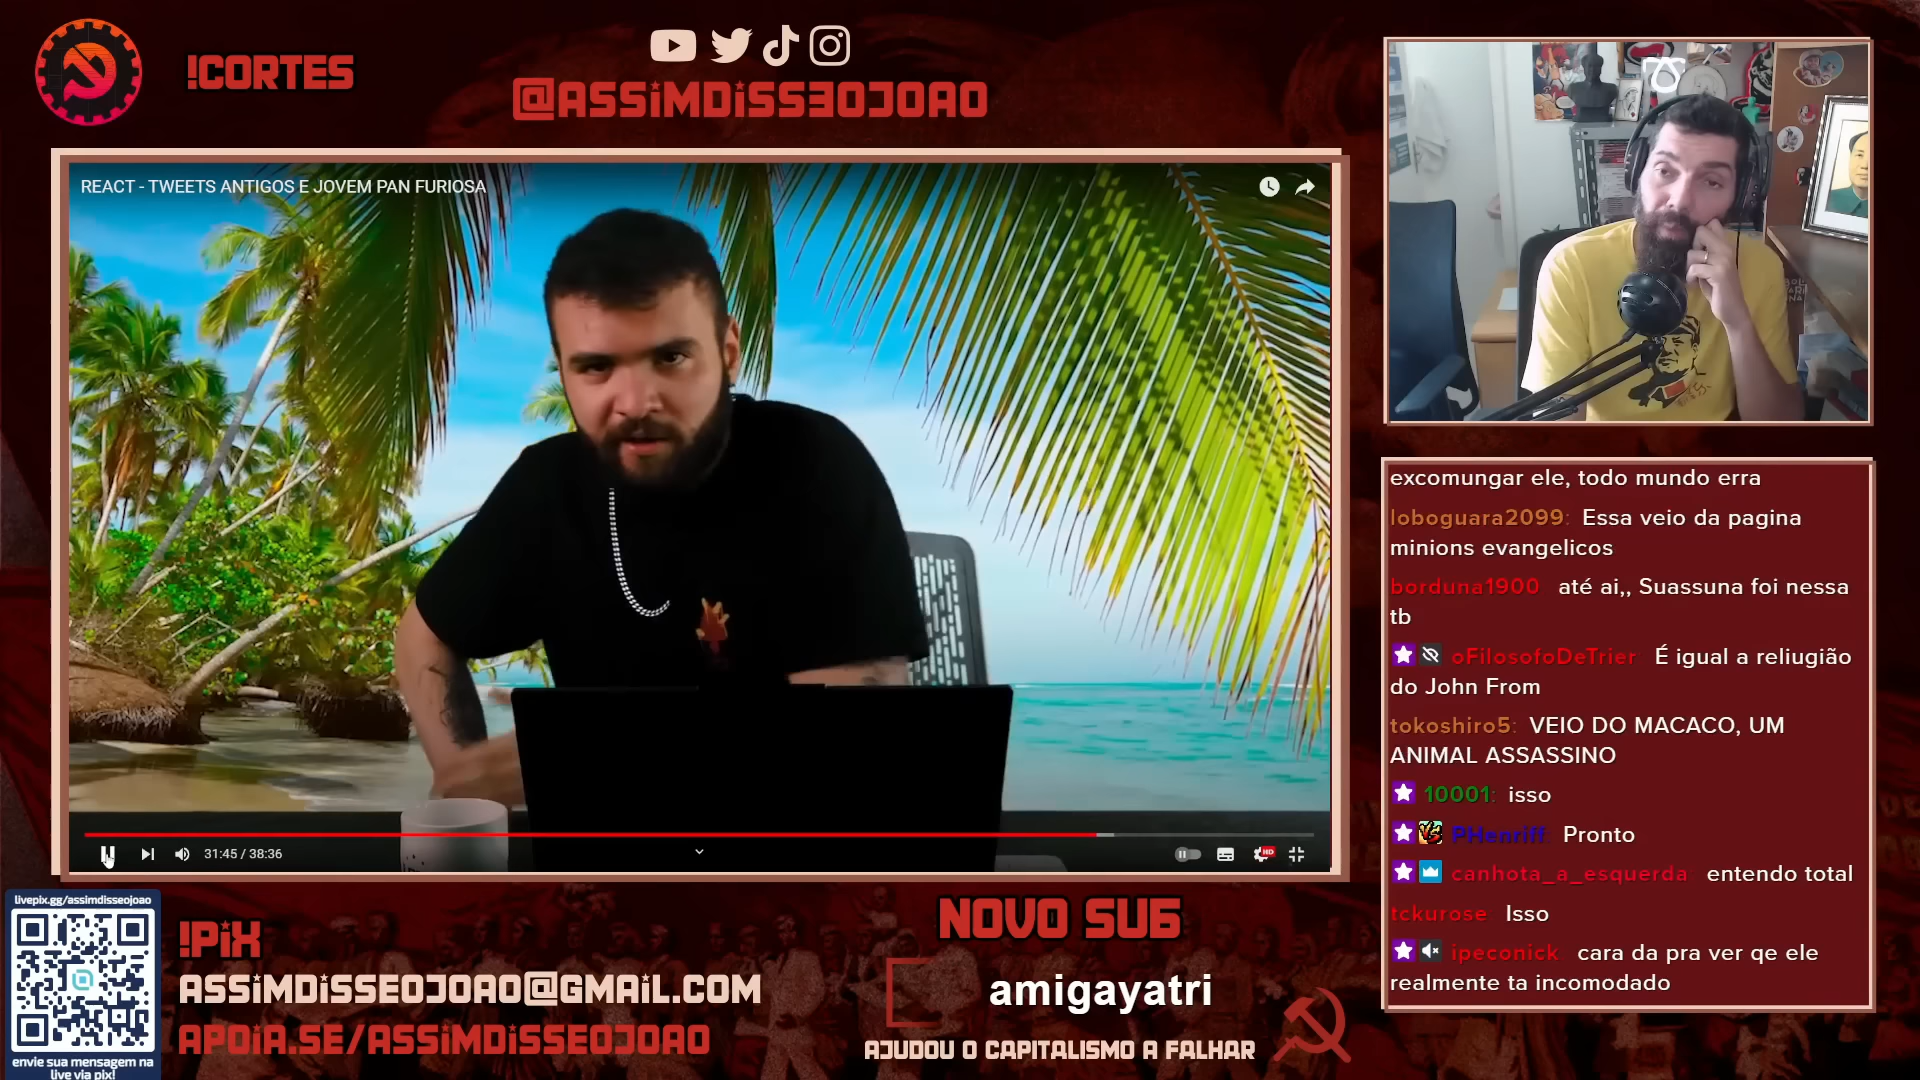 !CORTES
@ASSIMDISSEOJOAO
REACT - TWEETS ANTIGOS E JOVEM PAN FURIOSA
31:45 / 38:36
HD
excomungar ele, todo mundo erra
loboguara2099: Essa veio da pagina
minions evangelicos
borduna1900 até ai,, Suassuna foi nessa
tb
oFilosofoDeTrier É igual a reliugião
do John From
tokoshiro5: VEIO DO MACACO, UM
ANIMAL ASSASSINO
10001: isso
PHenriff: Pronto
canhota_a_esquerda entendo total
tckurose Isso
ipeconick cara da pra ver qe ele
realmente ta incomodado
livepix.gg/assimdisseojoao
envie sua mensagem na
live via pix!
!PIX
ASSIMDISSEOJOAO@GMAIL.COM
APOIA.SE/ASSIMDISSEOJOAO
NOVO SUB
amigayatri
AJUDOU O CAPITALISMO A FALHAR